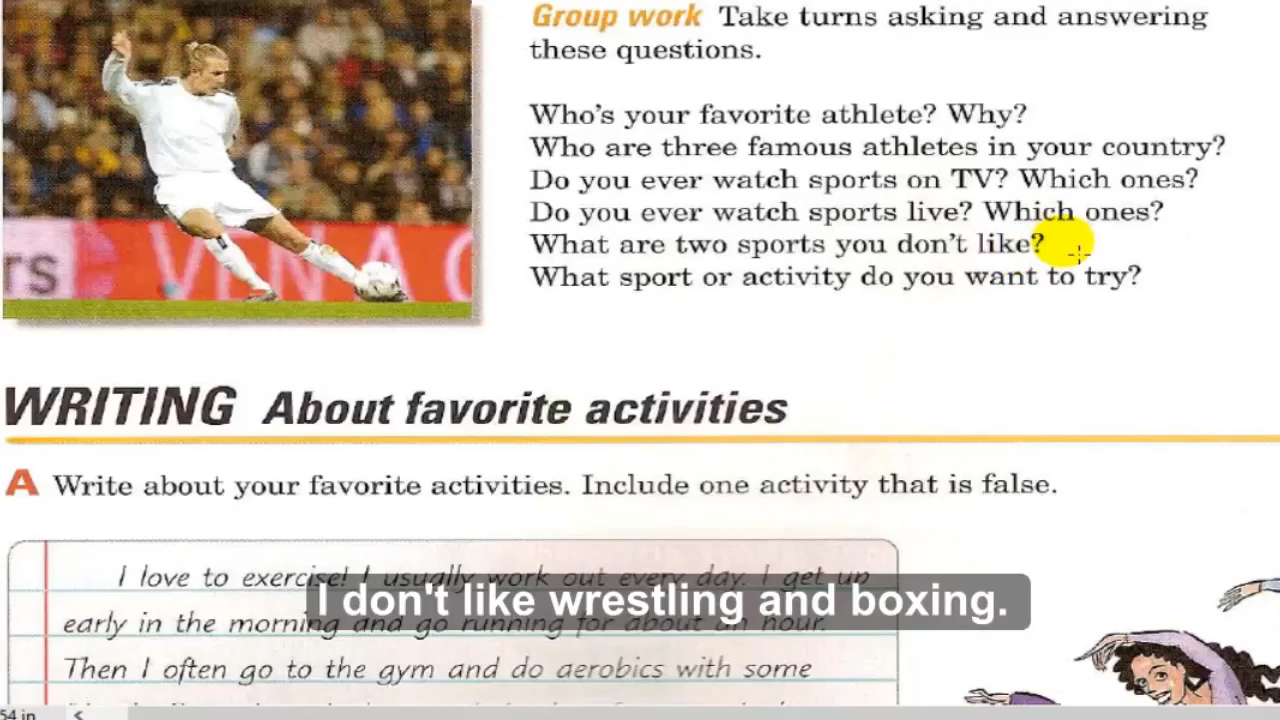 Group work Take turns asking and answering
these questions.
Who's your favorite athlete? Why?
Who are three famous athletes in your country?
Do you ever watch sports on TV? Which ones?
Do you ever watch sports live? Which ones?
What are two sports you don't like?
What sport or activity do you want to try?
rs VENA C
WRITING About favorite activities
A Write about your favorite activities. Include one activity that is false.
I love to exercise! I usually work out every day. I get up
I don't like wrestling and boxing.
early in the morning and go running for about an hour.
Then I often go to the gym and do aerobics with some
54 in